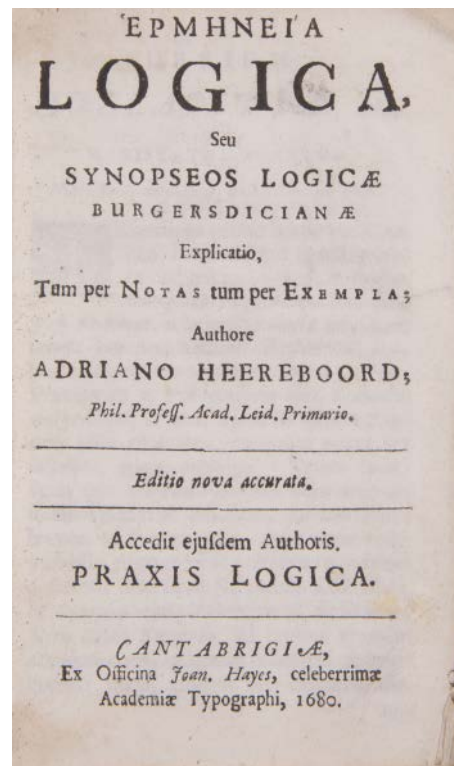 ἙΡΜΗΝΕΊΑ
LOGICA,
Seu
SYNOPSEOS LOGICÆ
BURGERSDICIANÆ
Explicatio,
Tum per NOTAS tum per EXEMPLA;
Authore
ADRIANO HEEREBOORD;
Phil. Profeſſ. Acad. Leid. Primario.
Editio nova accurata.
Accedit ejuſdem Authoris.
PRAXIS LOGICA.
CANTABRIGIÆ,
Ex Officina Joan. Hayes, celeberrimæ
Academiæ Typographi, 1680.